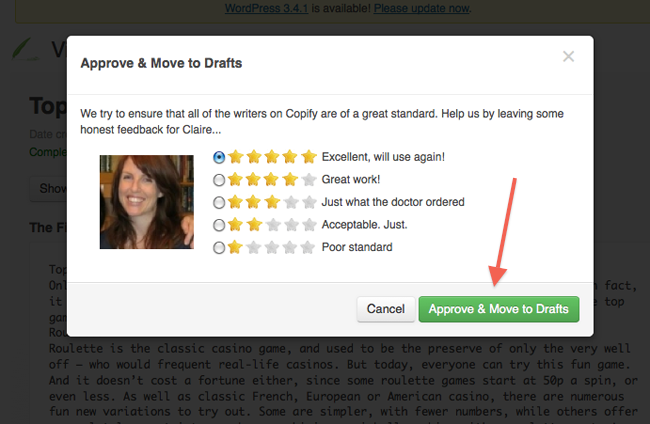 WordPress 3.4.1 is available! Please update now.
V
Approve & Move to Drafts
Top
We try to ensure that all of the writers on Copify are of a great standard. Help us by leaving some
honest feedback for Claire...
Date cr
Comple
Excellent, will use again!
Great work!
Show
Just what the doctor ordered
Acceptable. Just.
The Fi
Poor standard
Top
Onl n fact,
it e top
gam
Cancel
Approve & Move to Drafts
Rou
Roulette is the classic casino game, and used to be the preserve of only the very well
off – who would frequent real-life casinos. But today, everyone can try this fun game.
And it doesn't cost a fortune either, since some roulette games start at 50p a spin, or
even less. As well as classic French, European or American casino, there are numerous
fun new variations to try out. Some are simpler, with fewer numbers, while others offer